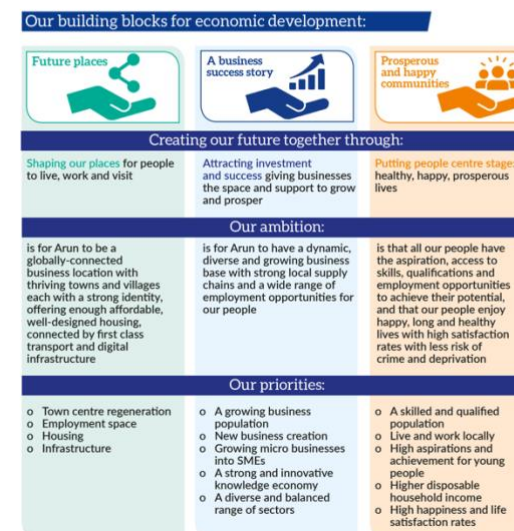 Our building blocks for economic development:
Future places
A business
success story
Prosperous
and happy
communities
Creating our future together through:
Shaping our places for people
to live, work and visit
Attracting investment
and success giving businesses
the space and support to grow
and prosper
Putting people centre stage:
healthy, happy, prosperous
lives
Our ambition:
is for Arun to be a
globally-connected
business location with
thriving towns and villages
each with a strong identity,
offering enough affordable,
well-designed housing,
connected by first class
transport and digital
infrastructure
is for Arun to have a dynamic,
diverse and growing business
base with strong local supply
chains and a wide range of
employment opportunities for
our people
is that all our people have
the aspiration, access to
skills, qualifications and
employment opportunities
to achieve their potential,
and that our people enjoy
happy, long and healthy
lives with high satisfaction
rates with less risk of
crime and deprivation
Our priorities:
o Town centre regeneration
o Employment space
o Housing
o Infrastructure
o A growing business
population
o New business creation
o Growing micro businesses
into SMEs
o A strong and innovative
knowledge economy
o A diverse and balanced
range of sectors
o A skilled and qualified
population
o Live and work locally
o High aspirations and
achievement for young
people
o Higher disposable
household income
o High happiness and life
satisfaction rates